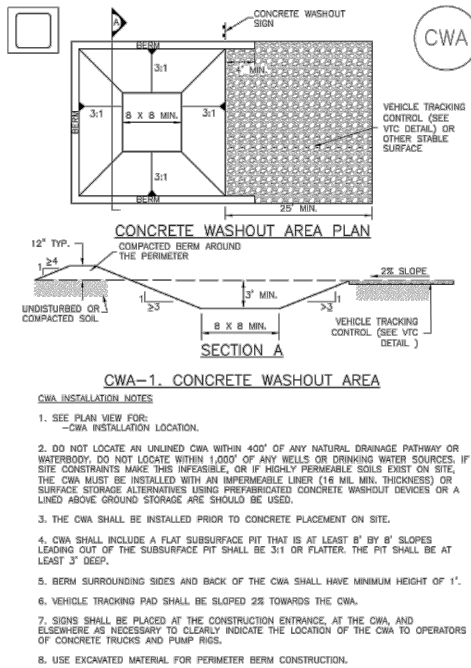 A
CONCRETE WASHOUT
SIGN
CWA
BERM
3:1
4' MIN.
3:1
8 X 8 MIN.
3:1
BERM
3:1
BERM
VEHICLE TRACKING
CONTROL (SEE
VTC DETAIL) OR
OTHER STABLE
SURFACE
25' MIN.
CONCRETE WASHOUT AREA PLAN
12" TYP.
COMPACTED BERM AROUND
THE PERIMETER
≥4
1
2% SLOPE
3' MIN.
1
≥3
1
≥3
UNDISTURBED OR
COMPACTED SOIL
8 X 8 MIN.
VEHICLE TRACKING
CONTROL (SEE VTC
DETAIL )
SECTION A
CWA-1. CONCRETE WASHOUT AREA
CWA INSTALLATION NOTES
1. SEE PLAN VIEW FOR:
-CWA INSTALLATION LOCATION.
2. DO NOT LOCATE AN UNLINED CWA WITHIN 400' OF ANY NATURAL DRAINAGE PATHWAY OR
WATERBODY. DO NOT LOCATE WITHIN 1,000' OF ANY WELLS OR DRINKING WATER SOURCES. IF
SITE CONSTRAINTS MAKE THIS INFEASIBLE, OR IF HIGHLY PERMEABLE SOILS EXIST ON SITE,
THE CWA MUST BE INSTALLED WITH AN IMPERMEABLE LINER (16 MIL MIN. THICKNESS) OR
SURFACE STORAGE ALTERNATIVES USING PREFABRICATED CONCRETE WASHOUT DEVICES OR A
LINED ABOVE GROUND STORAGE ARE SHOULD BE USED.
3. THE CWA SHALL BE INSTALLED PRIOR TO CONCRETE PLACEMENT ON SITE.
4. CWA SHALL INCLUDE A FLAT SUBSURFACE PIT THAT IS AT LEAST 8' BY 8' SLOPES
LEADING OUT OF THE SUBSURFACE PIT SHALL BE 3:1 OR FLATTER. THE PIT SHALL BE AT
LEAST 3' DEEP.
5. BERM SURROUNDING SIDES AND BACK OF THE CWA SHALL HAVE MINIMUM HEIGHT OF 1'.
6. VEHICLE TRACKING PAD SHALL BE SLOPED 2% TOWARDS THE CWA.
7. SIGNS SHALL BE PLACED AT THE CONSTRUCTION ENTRANCE, AT THE CWA, AND
ELSEWHERE AS NECESSARY TO CLEARLY INDICATE THE LOCATION OF THE CWA TO OPERATORS
OF CONCRETE TRUCKS AND PUMP RIGS.
8. USE EXCAVATED MATERIAL FOR PERIMETER BERM CONSTRUCTION.